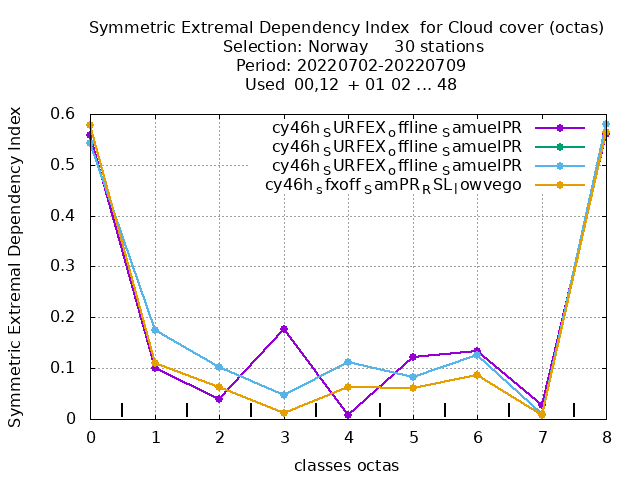 Symmetric Extremal Dependency Index for Cloud cover (octas)
Selection: Norway 30 stations
Period: 20220702-20220709
Used 00,12 + 01 02 ... 48
Symmetric Extremal Dependency Index
0.6
0.5
0.4
0.3
0.2
0.1
0
cy46h_SURFEX_offline_SamuelPR
cy46h_SURFEX_offline_SamuelPR
cy46h_SURFEX_offline_SamuelPR
cy46h_sfxoff_SamPR_RSL_lowvego
0 1 2 3 4 5 6 7 8
classes octas